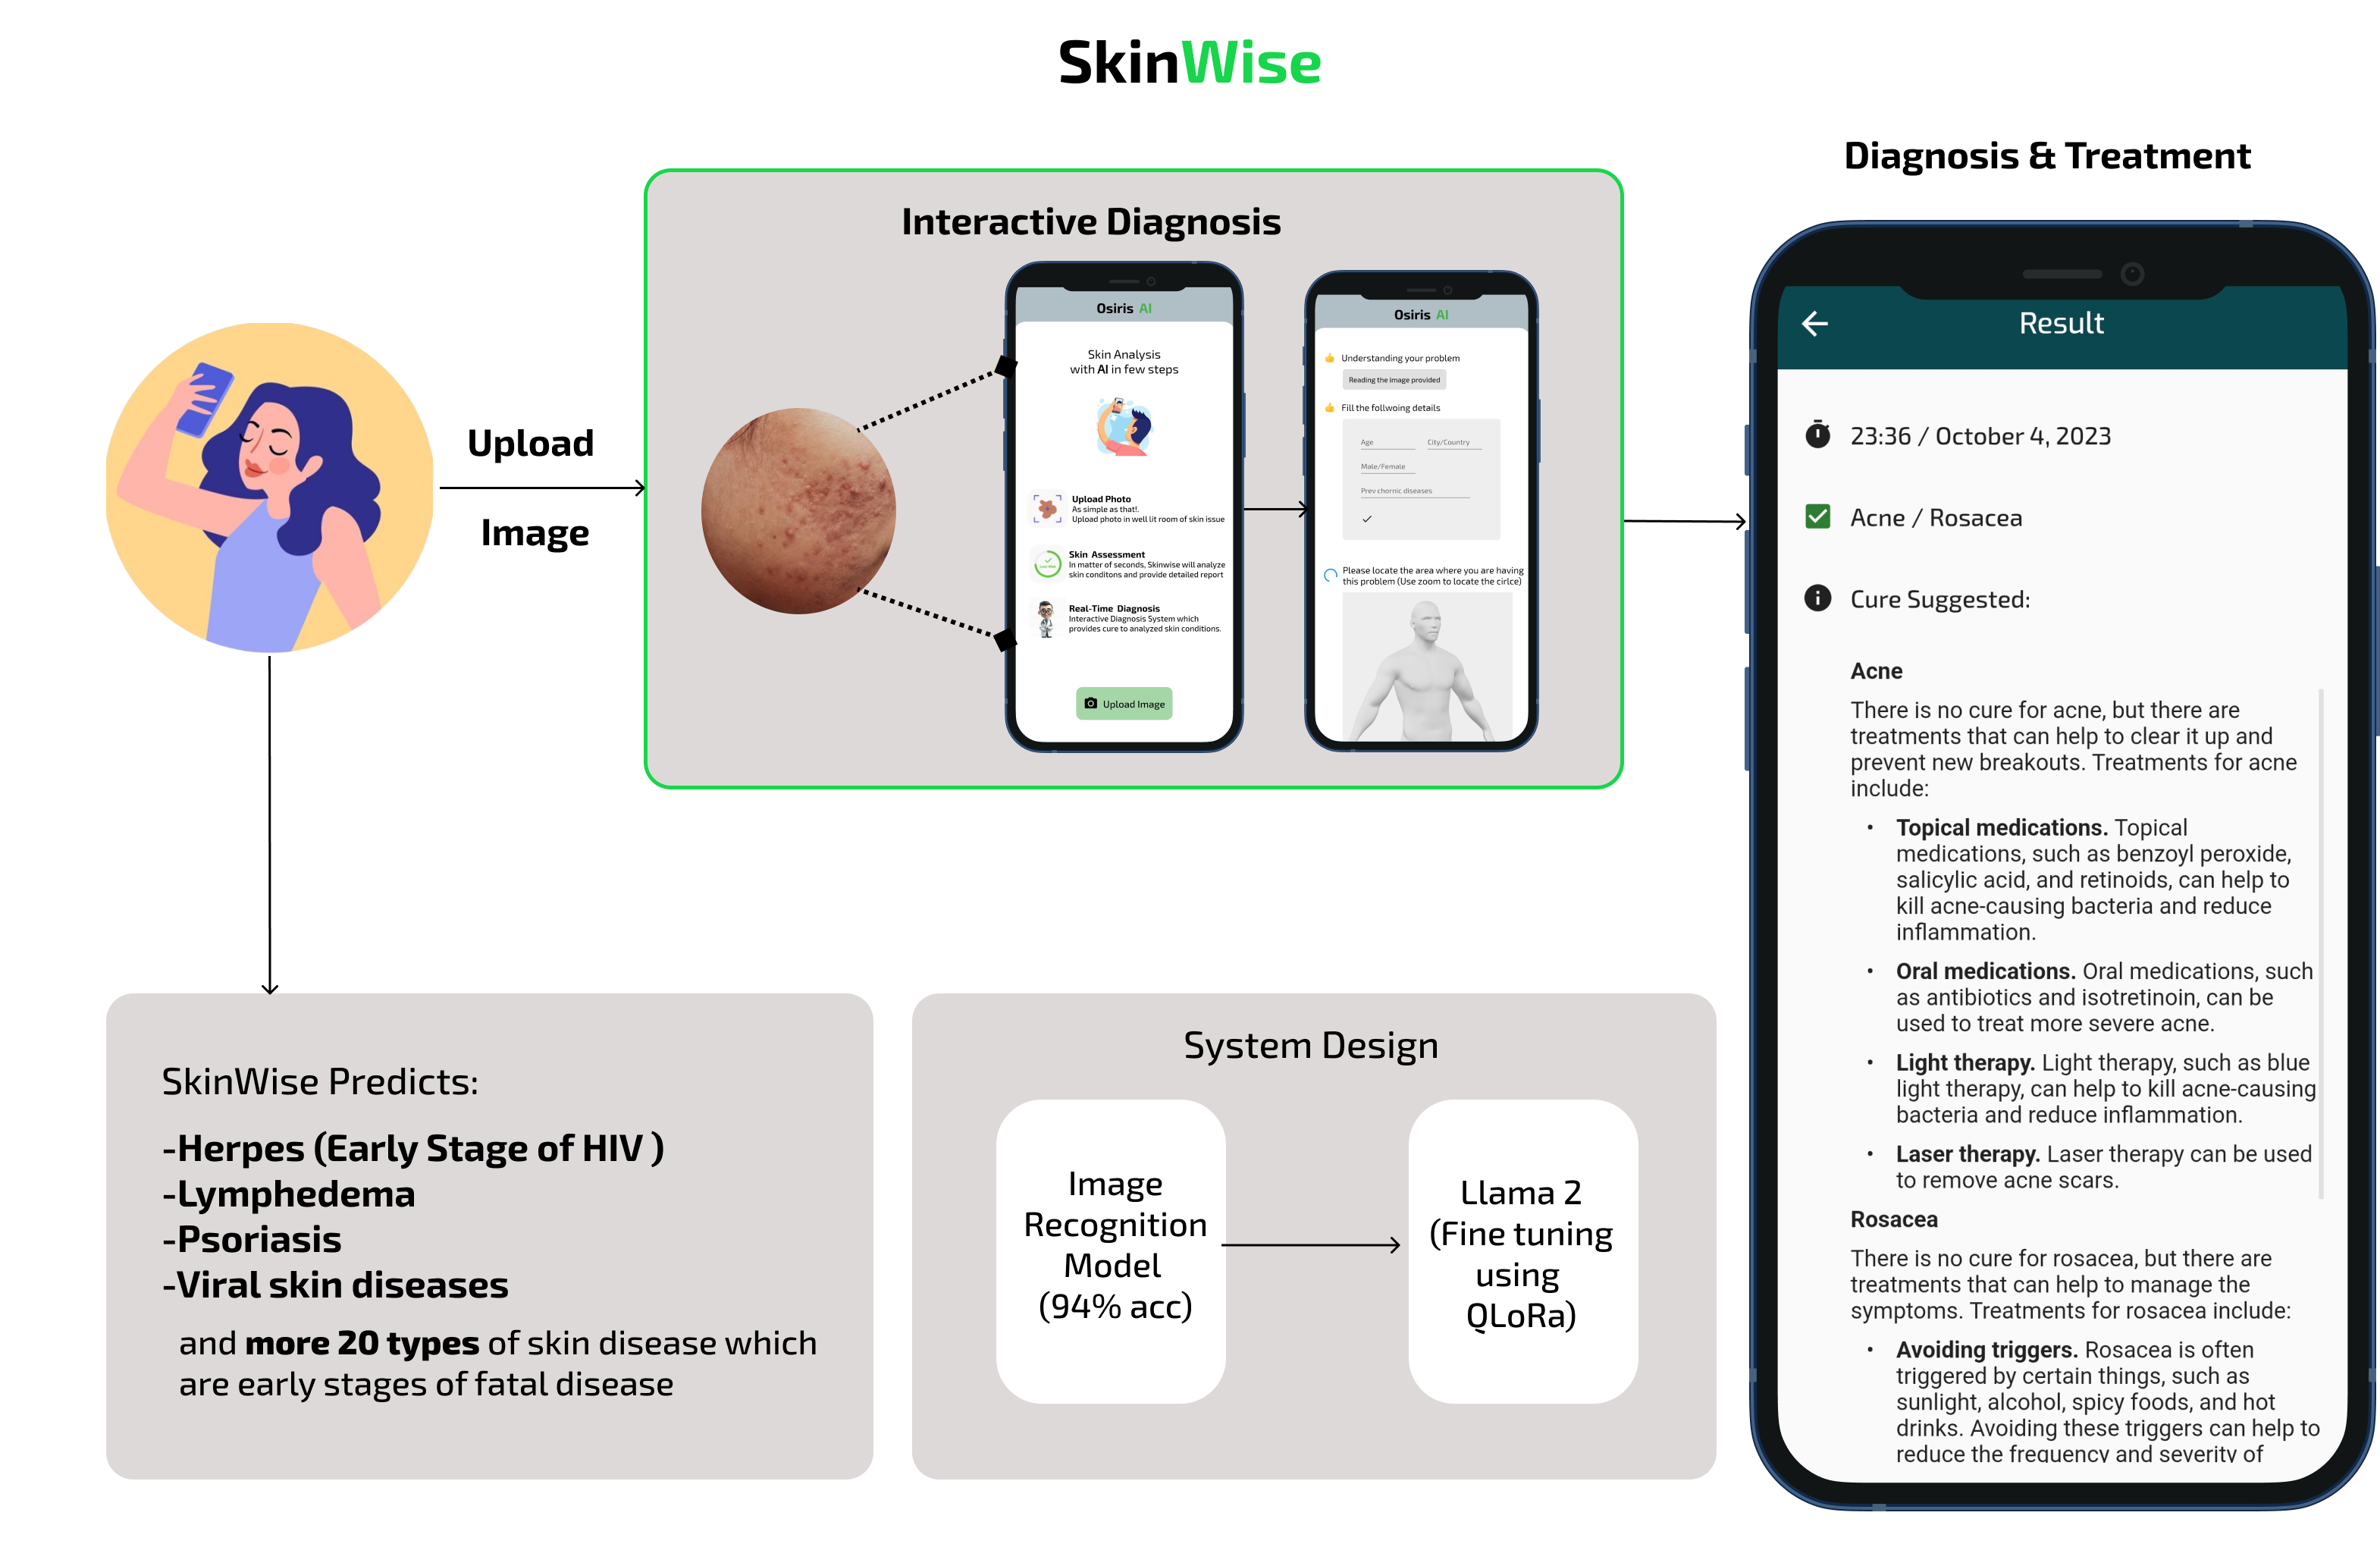 SkinWise
Upload
Image
Interactive Diagnosis
Osiris AI
Skin Analysis
with AI in few steps
Upload Photo
As simple as that!.
Upload photo in well lit room of skin issue
Skin Assessment
In matter of seconds, Skinwise will analyze
skin conditons and provide detailed report
Real-Time Diagnosis
Interactive Diagnosis System which
provides cure to analyzed skin conditions.
Upload Image
Osiris AI
Understanding your problem
Reading the image provided
Fill the follwoing details
Age
City/Country
Male/Female
Prev chornic diseases
Please locate the area where you are having
this problem (Use zoom to locate the cirlce)
Diagnosis & Treatment
Result
23:36 / October 4, 2023
Acne / Rosacea
Cure Suggested:
Acne
There is no cure for acne, but there are
treatments that can help to clear it up and
prevent new breakouts. Treatments for acne
include:
• Topical medications. Topical
medications, such as benzoyl peroxide,
salicylic acid, and retinoids, can help to
kill acne-causing bacteria and reduce
inflammation.
• Oral medications. Oral medications, such
as antibiotics and isotretinoin, can be
used to treat more severe acne.
• Light therapy. Light therapy, such as blue
light therapy, can help to kill acne-causing
bacteria and reduce inflammation.
• Laser therapy. Laser therapy can be used
to remove acne scars.
Rosacea
There is no cure for rosacea, but there are
treatments that can help to manage the
symptoms. Treatments for rosacea include:
• Avoiding triggers. Rosacea is often
triggered by certain things, such as
sunlight, alcohol, spicy foods, and hot
drinks. Avoiding these triggers can help to
reduce the frequency and severity of
SkinWise Predicts:
-Herpes (Early Stage of HIV )
-Lymphedema
-Psoriasis
-Viral skin diseases
and more 20 types of skin disease which
are early stages of fatal disease
System Design
Image
Recognition
Model
(94% acc)
Llama 2
(Fine tuning
using
QLoRa)